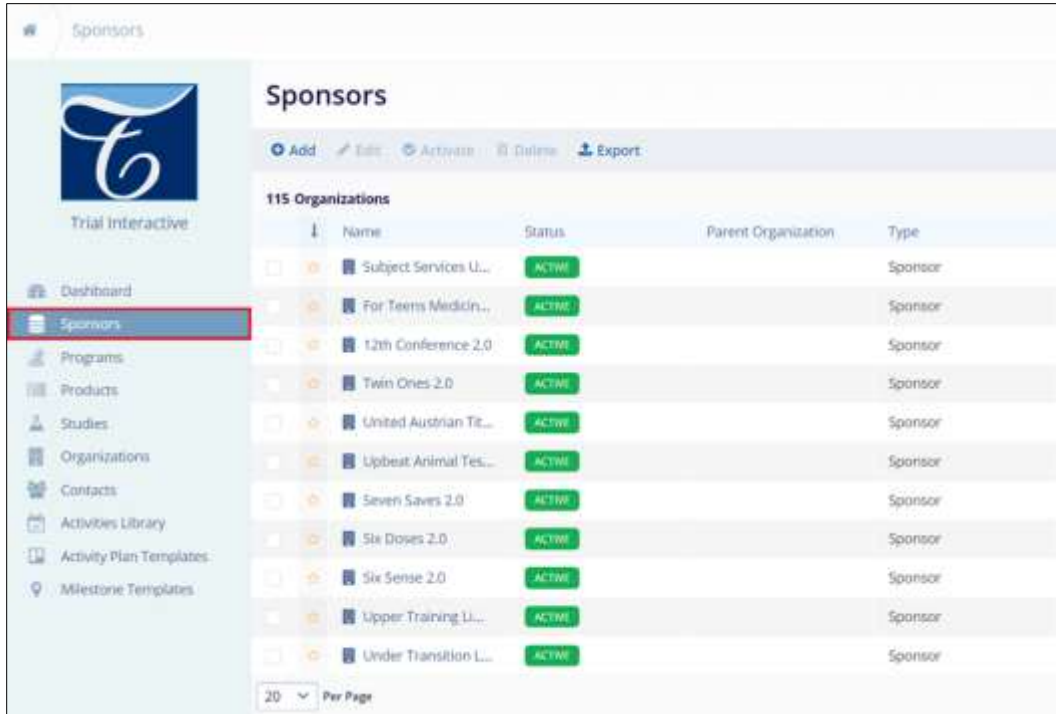 Sponsors
Trial Interactive
Dashboard
Sponsors
Programs
Products
Studies
Organizations
Contacts
Activities Library
Activity Plan Templates
Milestone Templates
Sponsors
Add Edit Activate Delete Export
115 Organizations
Name Status Parent Organization Type
Subject Services U... ACTIVE Sponsor
For Teens Medicin... ACTIVE Sponsor
12th Conference 2.0 ACTIVE Sponsor
Twin Ones 2.0 ACTIVE Sponsor
United Austrian Tit... ACTIVE Sponsor
Upbeat Animal Tes... ACTIVE Sponsor
Seven Saves 2.0 ACTIVE Sponsor
Six Doses 2.0 ACTIVE Sponsor
Six Sense 2.0 ACTIVE Sponsor
Upper Training Li... ACTIVE Sponsor
Under Transition L... ACTIVE Sponsor
20 Per Page